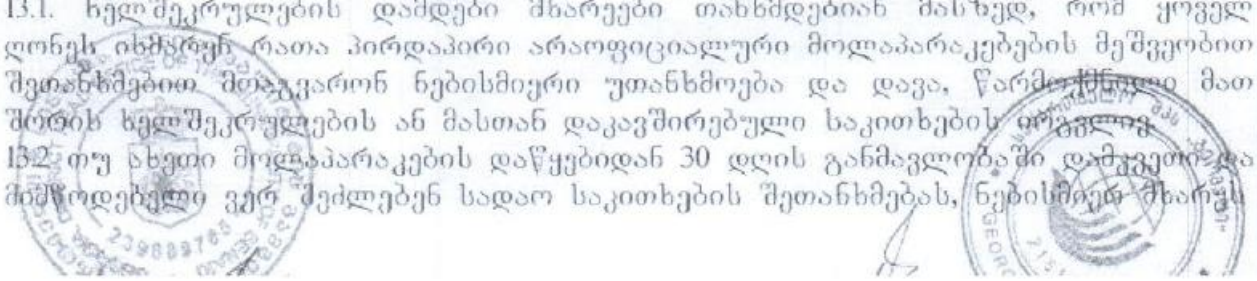 13.1. ხელშეკრულების დამდები მხარეები თანხმდებიან მასზედ, რომ ყოველ
ღონეს იხმარენ რათა პირდაპირი არაოფიციალური მოლაპარაკებების მეშვეობით
შეთანხმებით მოაგვარონ ნებისმიერი უთანხმოება და დავა, წარმოქმნილი მათ
შორის ხელშეკრულების ან მასთან დაკავშირებული საკითხების ირგვლივ
13.2 თუ ასეთი მოლაპარაკების დაწყებიდან 30 დღის განმავლობაში დამკვეთი და
მიმწოდებელი ვერ შეძლებენ სადაო საკითხების შეთანხმებას, ნებისმიერ მხარეს